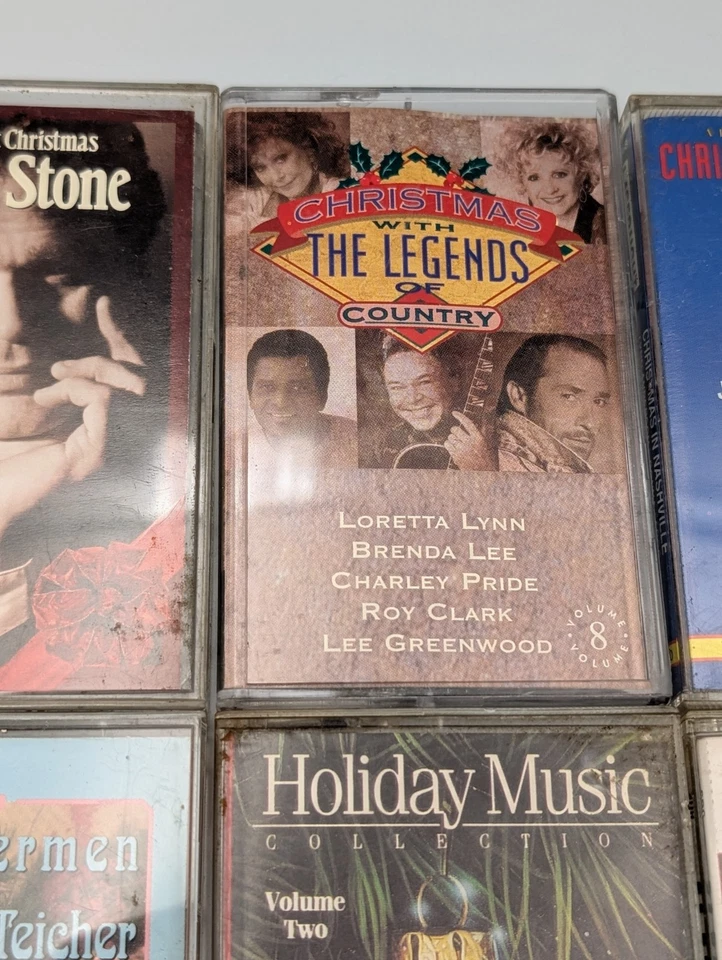 Christmas
Stone
CHRISTMAS
WITH
THE LEGENDS
OF
COUNTRY
LORETTA LYNN
BRENDA LEE
CHARLEY PRIDE
ROY CLARK
LEE GREENWOOD
VOLUME
8
VOLUME
CHRISTMAS IN NASHVILLE
Holiday Music
COLLECTION
Volume
Two
ermen
Teicher